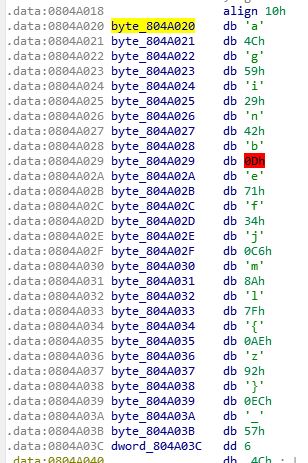 .data:0804A018 align 10h
.data:0804A020 byte_804A020 db 'a'
.data:0804A021 byte_804A021 db 4Ch
.data:0804A022 byte_804A022 db 'g'
.data:0804A023 byte_804A023 db 59h
.data:0804A024 byte_804A024 db 'i'
.data:0804A025 byte_804A025 db 29h
.data:0804A026 byte_804A026 db 'n'
.data:0804A027 byte_804A027 db 42h
.data:0804A028 byte_804A028 db 'b'
.data:0804A029 byte_804A029 db 0Dh
.data:0804A02A byte_804A02A db 'e'
.data:0804A02B byte_804A02B db 71h
.data:0804A02C byte_804A02C db 'f'
.data:0804A02D byte_804A02D db 34h
.data:0804A02E byte_804A02E db 'j'
.data:0804A02F byte_804A02F db 0C6h
.data:0804A030 byte_804A030 db 'm'
.data:0804A031 byte_804A031 db 8Ah
.data:0804A032 byte_804A032 db 'l'
.data:0804A033 byte_804A033 db 7Fh
.data:0804A034 byte_804A034 db '{'
.data:0804A035 byte_804A035 db 0AEh
.data:0804A036 byte_804A036 db 'z'
.data:0804A037 byte_804A037 db 92h
.data:0804A038 byte_804A038 db '}'
.data:0804A039 byte_804A039 db 0ECh
.data:0804A03A byte_804A03A db '_'
.data:0804A03B byte_804A03B db 57h
.data:0804A03C dword_804A03C dd 6